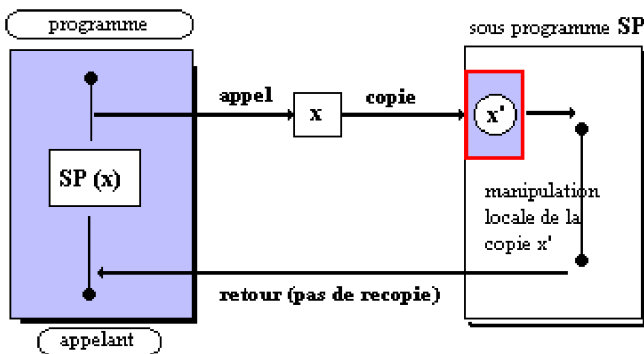 programme
sous programme SP
appel
copie
x
x'
SP (x)
manipulation
locale de la
copie x'
retour (pas de recopie)
appelant